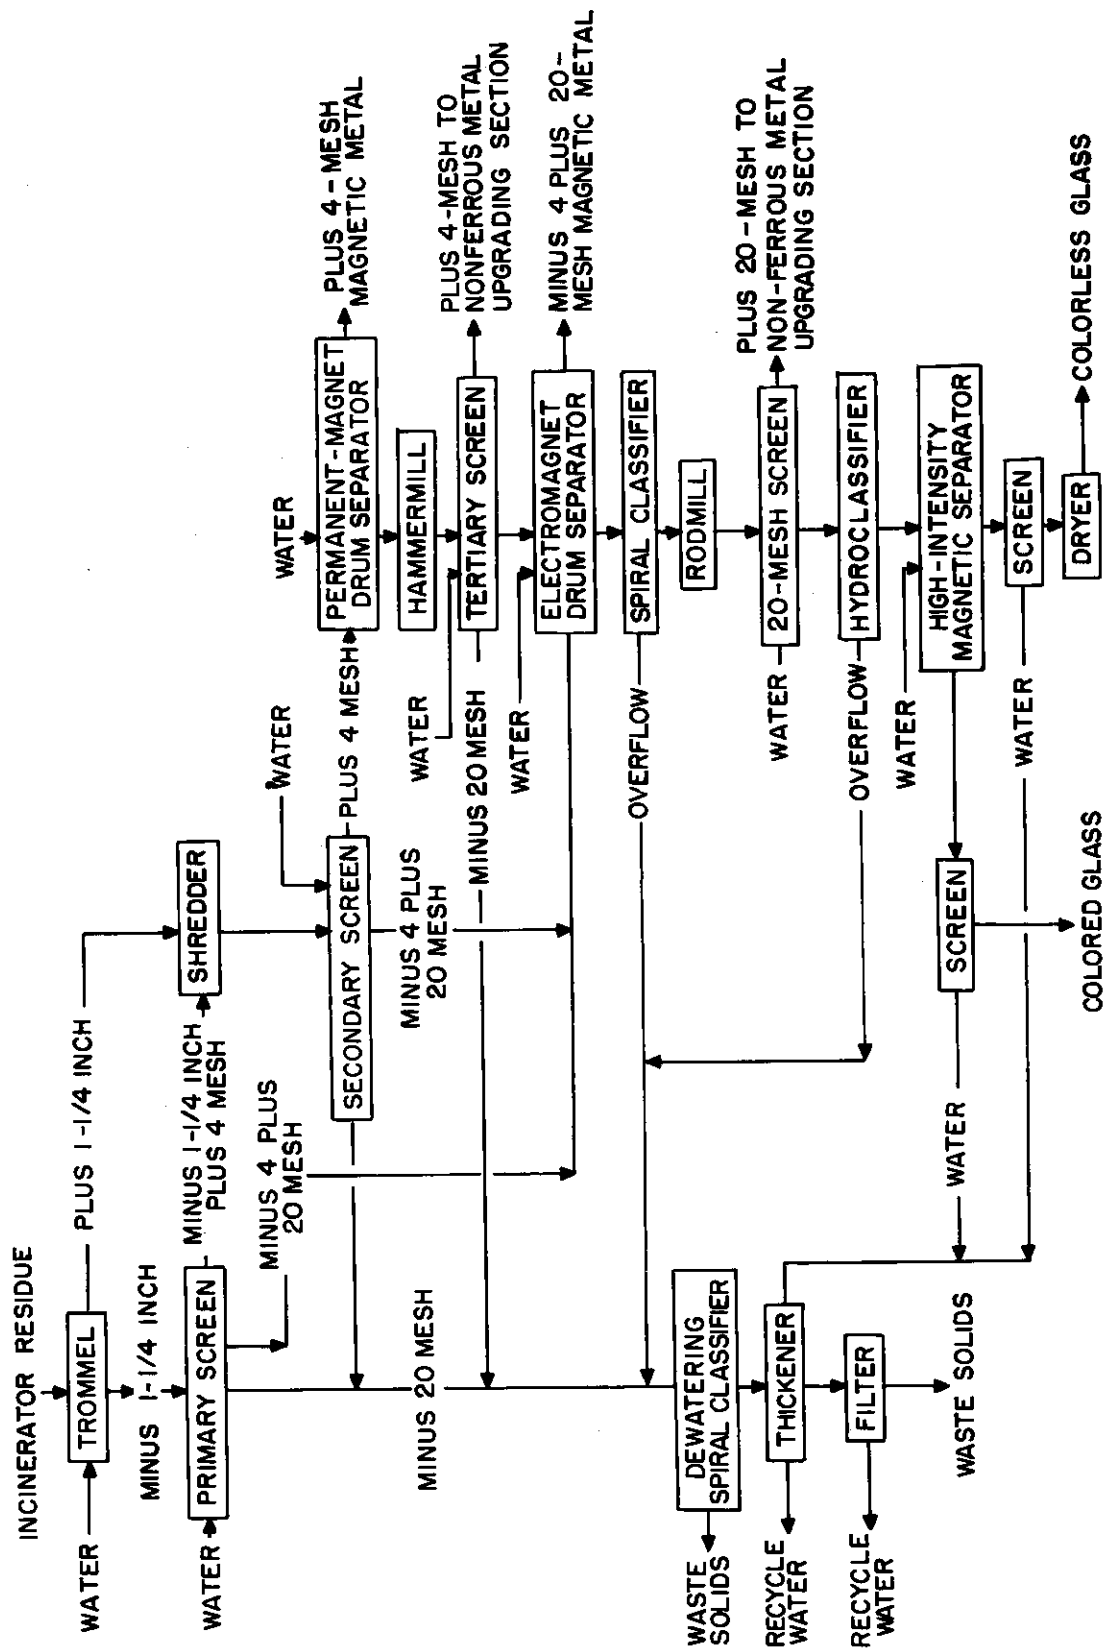 INCINERATOR RESIDUE
WATER
TROMMEL
PLUS 1-1/4 INCH
MINUS 1-1/4 INCH
WATER
PRIMARY SCREEN
MINUS 1-1/4 INCH
PLUS 4 MESH
SHREDDER
MINUS 4 PLUS
20 MESH
WATER
SECONDARY SCREEN
PLUS 4 MESH
MINUS 4 PLUS
20 MESH
WATER
PERMANENT-MAGNET
DRUM SEPARATOR
PLUS 4-MESH
MAGNETIC METAL
HAMMERMILL
WATER
TERTIARY SCREEN
PLUS 4-MESH TO
NONFERROUS METAL
UPGRADING SECTION
MINUS 20 MESH
MINUS 20 MESH
WATER
ELECTROMAGNET
DRUM SEPARATOR
MINUS 4 PLUS 20-
MESH MAGNETIC METAL
SPIRAL CLASSIFIER
OVERFLOW
RODMILL
WATER
20-MESH SCREEN
PLUS 20-MESH TO
NON-FERROUS METAL
UPGRADING SECTION
HYDROCLASSIFIER
OVERFLOW
WATER
HIGH-INTENSITY
MAGNETIC SEPARATOR
SCREEN
WATER
DRYER
COLORLESS GLASS
SCREEN
WATER
COLORED GLASS
DEWATERING
SPIRAL CLASSIFIER
WASTE
SOLIDS
THICKENER
RECYCLE
WATER
FILTER
RECYCLE
WATER
WASTE SOLIDS